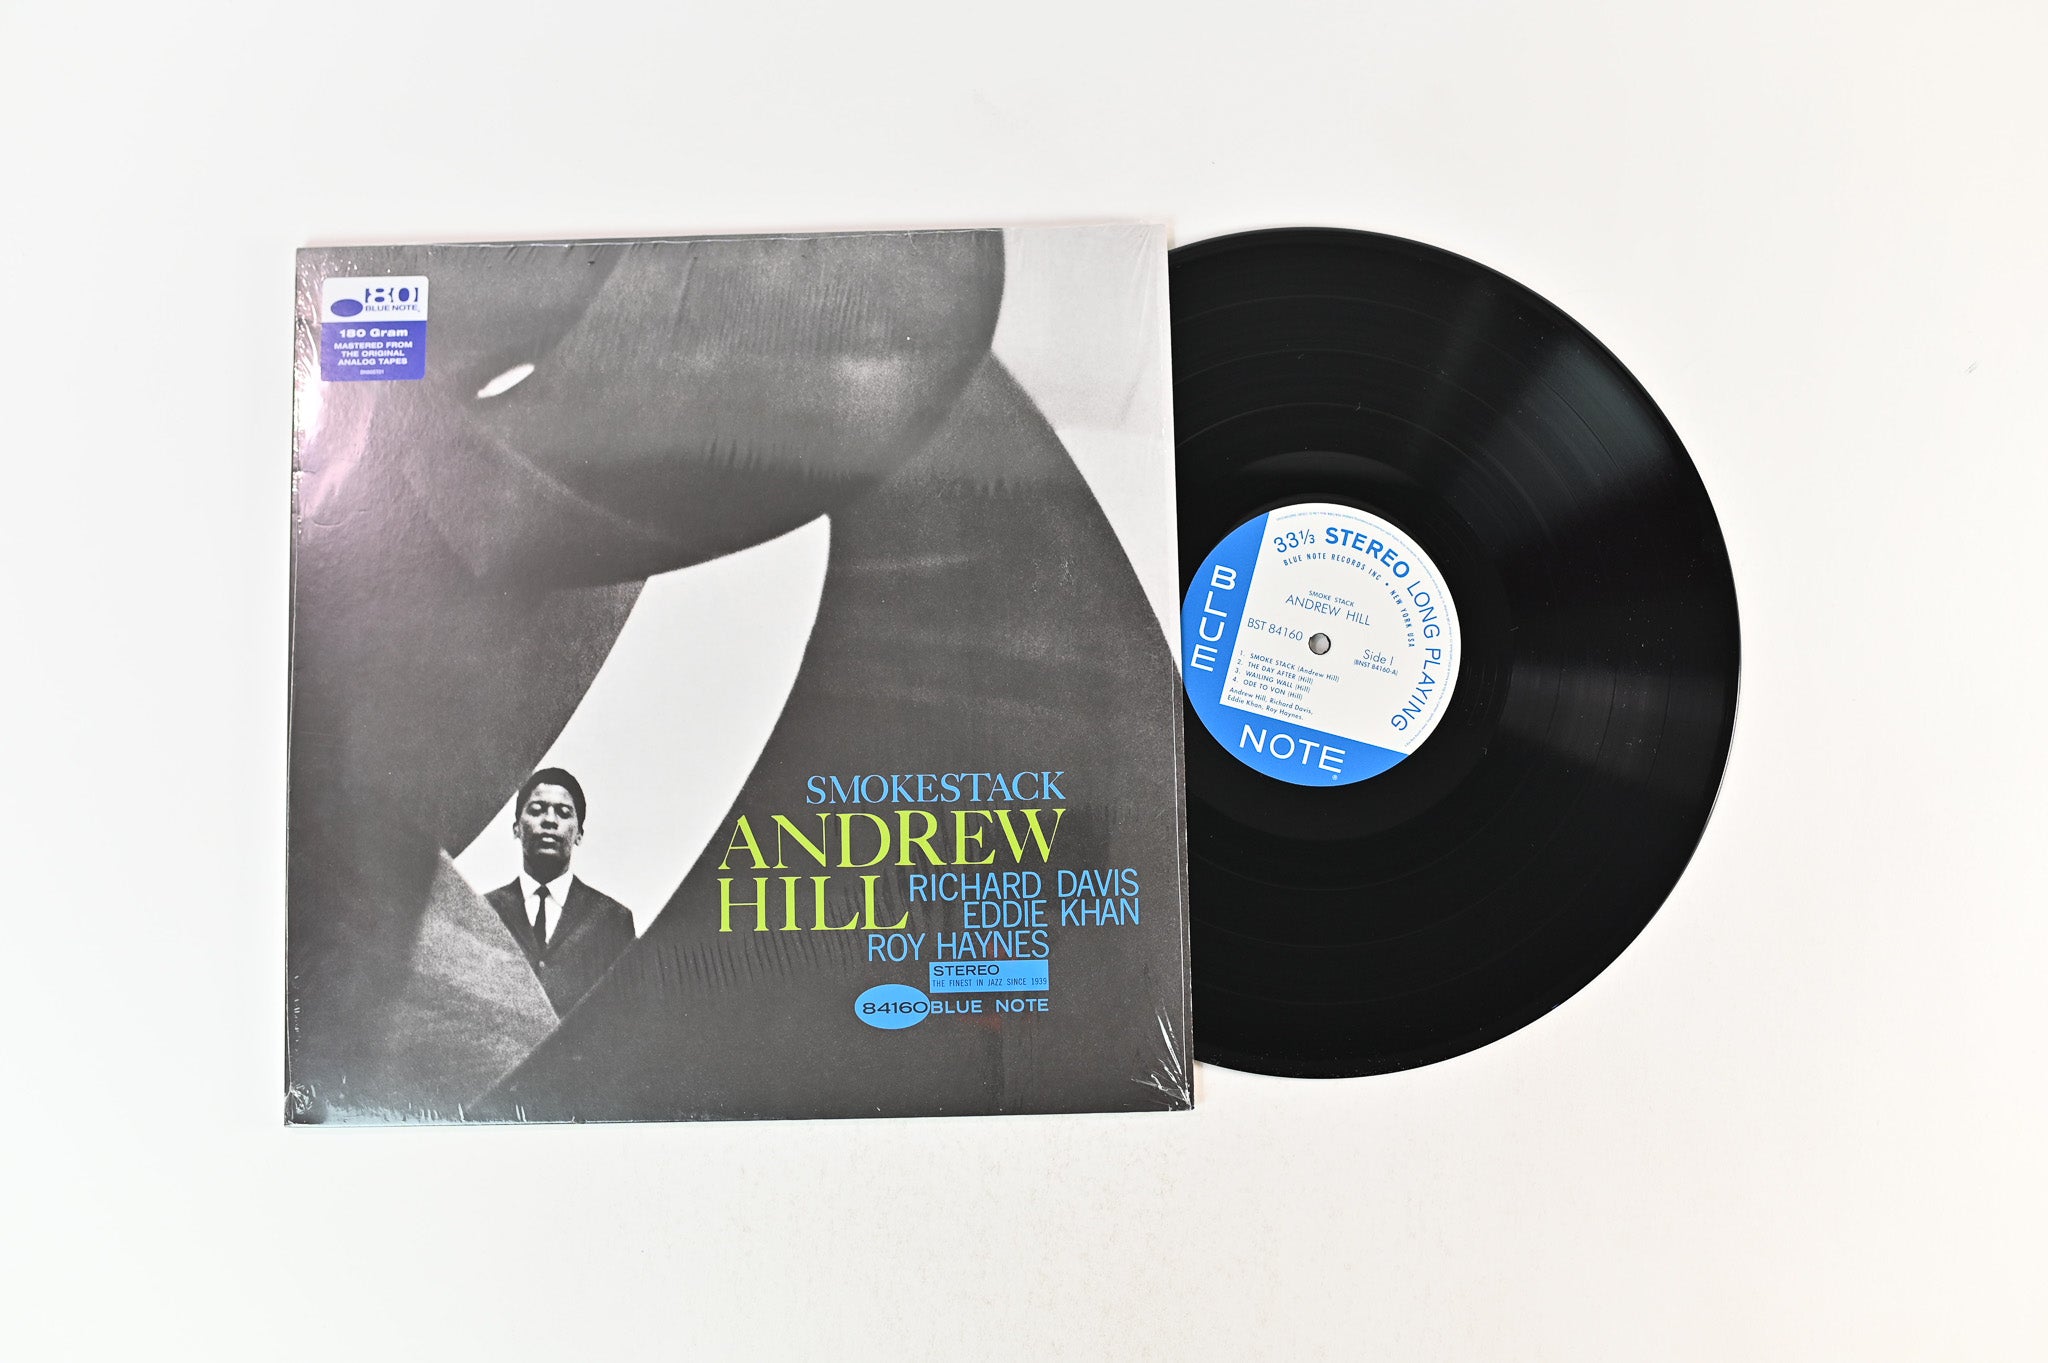 80
BLUE NOTE
180 Gram
MASTERED FROM
THE ORIGINAL
ANALOG TAPES
SMOKESTACK
ANDREW
HILL
RICHARD DAVIS
EDDIE KHAN
ROY HAYNES
STEREO
THE FINEST IN JAZZ SINCE 1939
84160 BLUE NOTE
33 1/3 STEREO LONG PLAYING
BLUE NOTE RECORDS INC • NEW YORK USA
SMOKE STACK
ANDREW HILL
BST 84160
Side I
(BNST 84160-A)
1. SMOKE STACK (Andrew Hill)
2. THE DAY AFTER (Hill)
3. WAILING WALL (Hill)
4. ODE TO VON (Hill)
Andrew Hill, Richard Davis,
Eddie Khan, Roy Haynes.
BLUE
NOTE
®